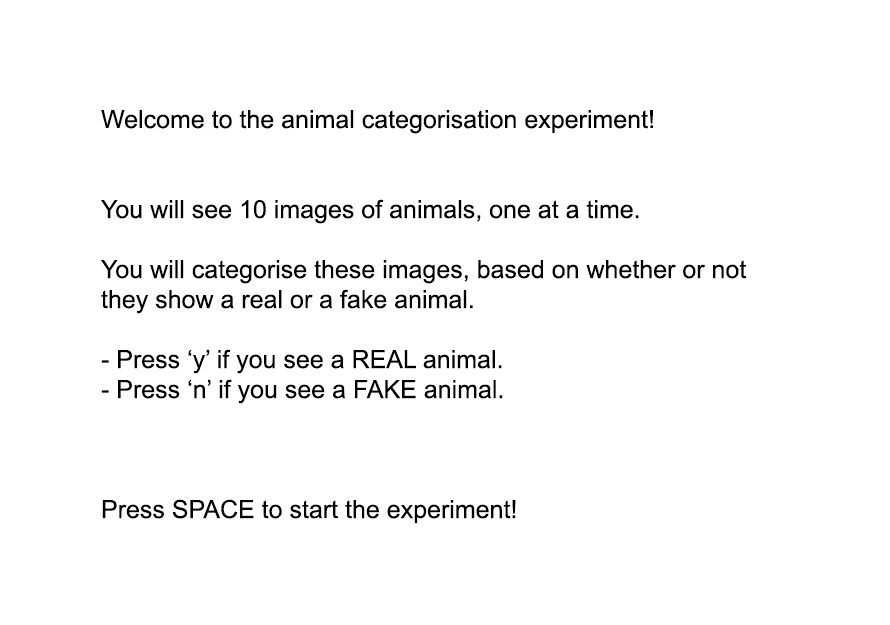 Welcome to the animal categorisation experiment!
You will see 10 images of animals, one at a time.
You will categorise these images, based on whether or not
they show a real or a fake animal.
- Press ‘y’ if you see a REAL animal.
- Press ‘n’ if you see a FAKE animal.
Press SPACE to start the experiment!